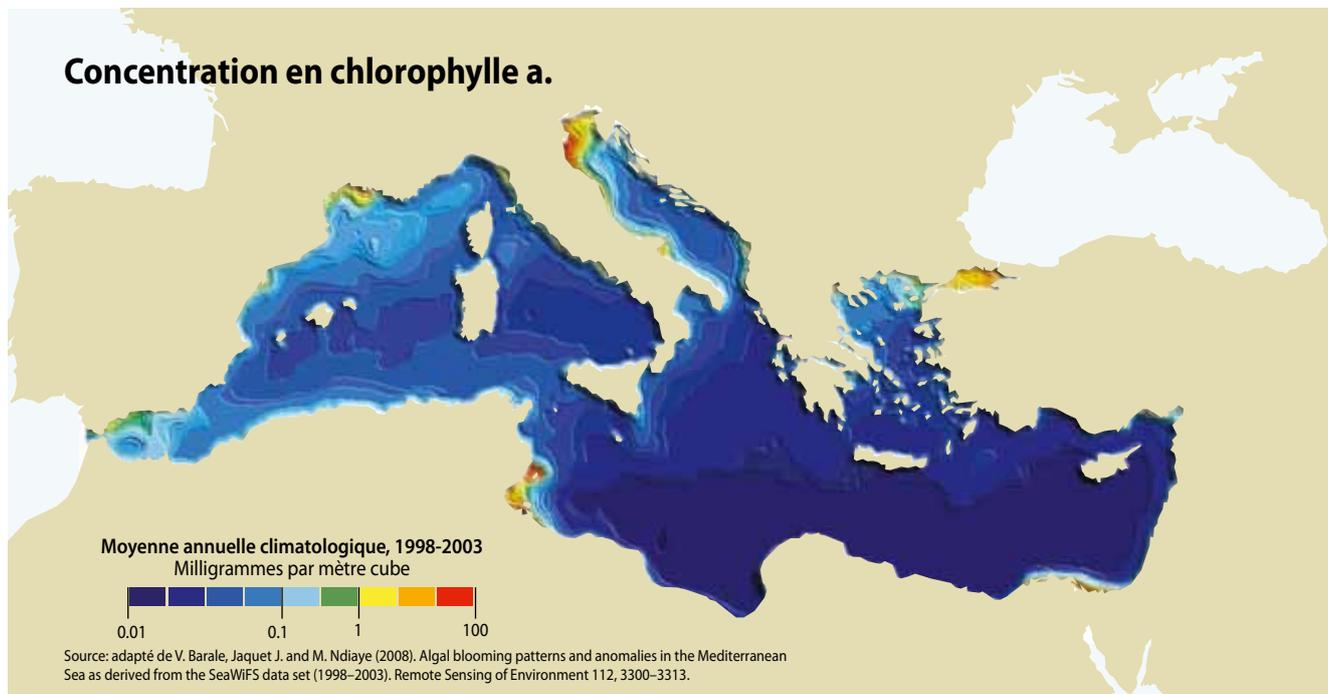 Concentration en chlorophylle a.
Moyenne annuelle climatologique, 1998-2003
Milligrammes par mètre cube
0.01 0.1 1 100
Source: adapté de V. Barale, Jaquet J. and M. Ndiaye (2008). Algal blooming patterns and anomalies in the Mediterranean
Sea as derived from the SeaWiFS data set (1998–2003). Remote Sensing of Environment 112, 3300–3313.